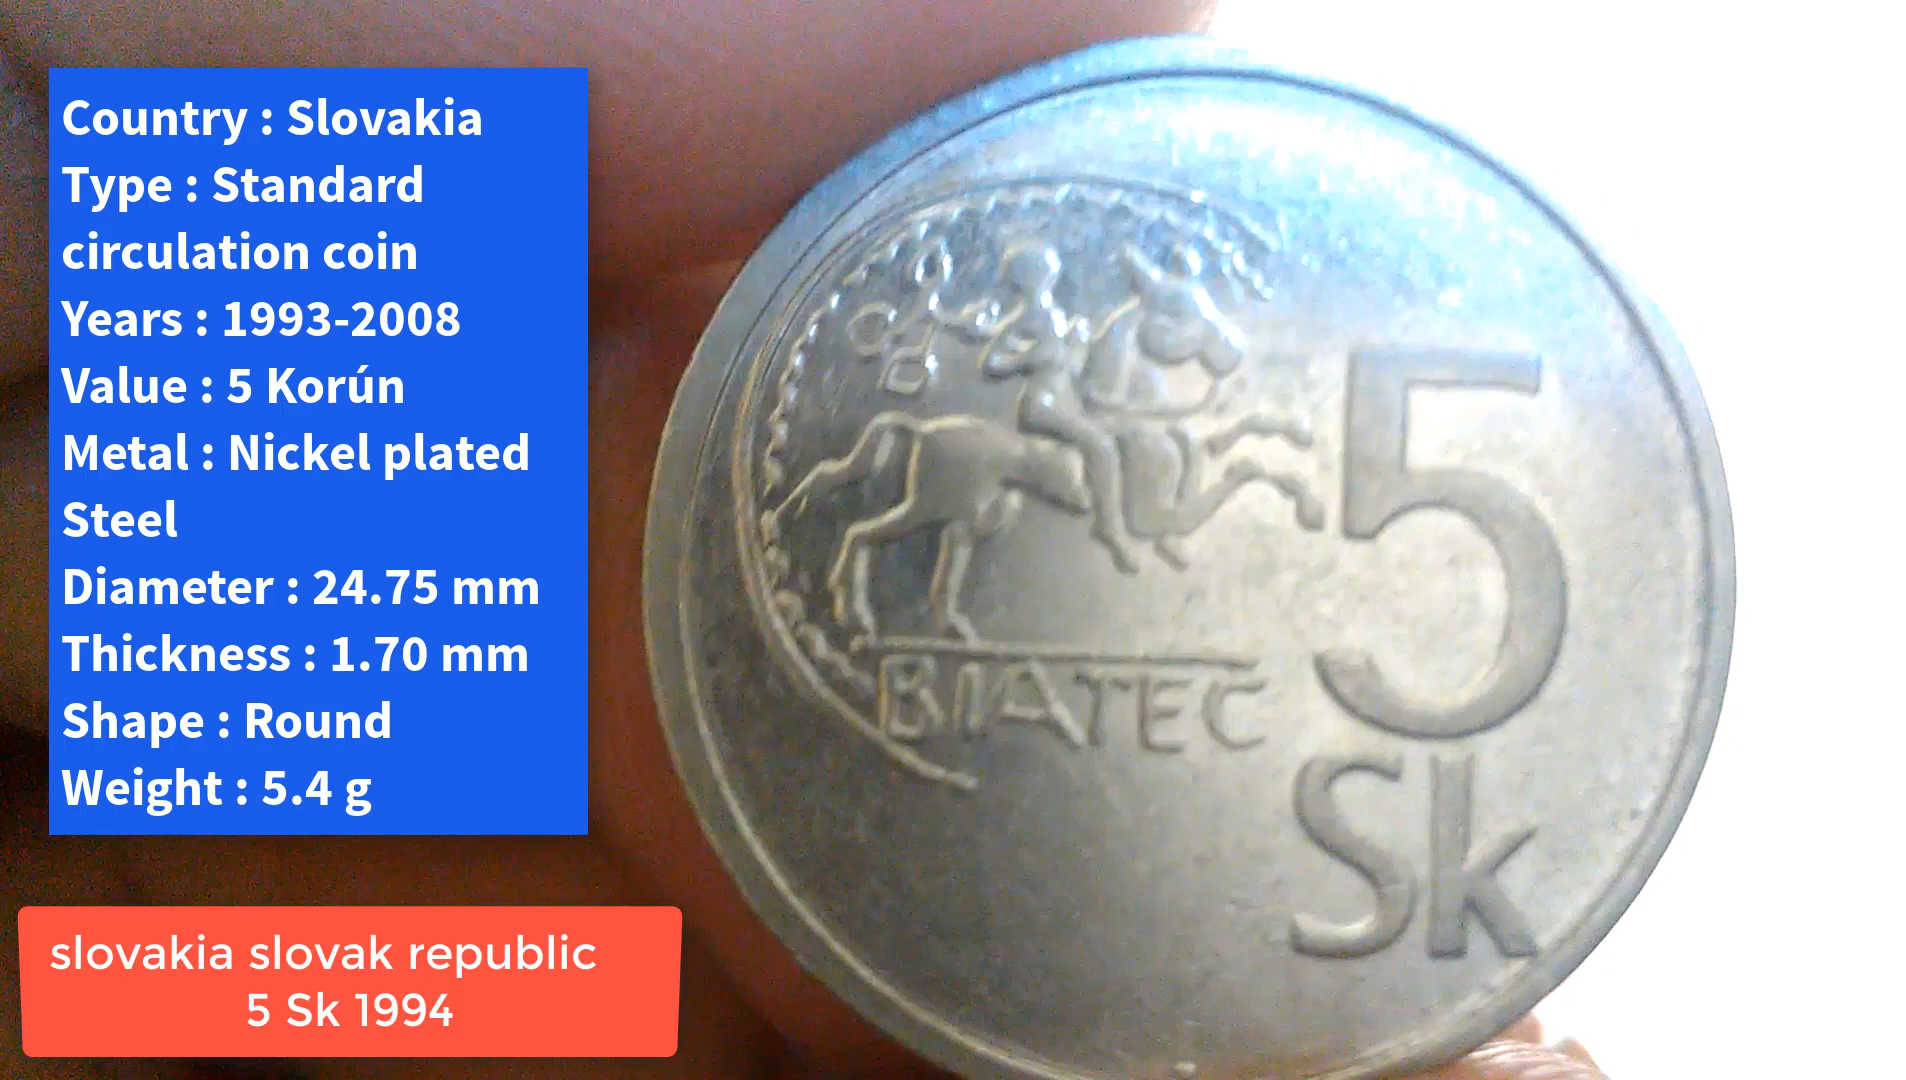 Country : Slovakia
Type : Standard
circulation coin
Years : 1993-2008
Value : 5 Korún
Metal : Nickel plated
Steel
Diameter : 24.75 mm
Thickness : 1.70 mm
Shape : Round
Weight : 5.4 g
slovakia slovak republic
5 Sk 1994
BIATEC
5
Sk